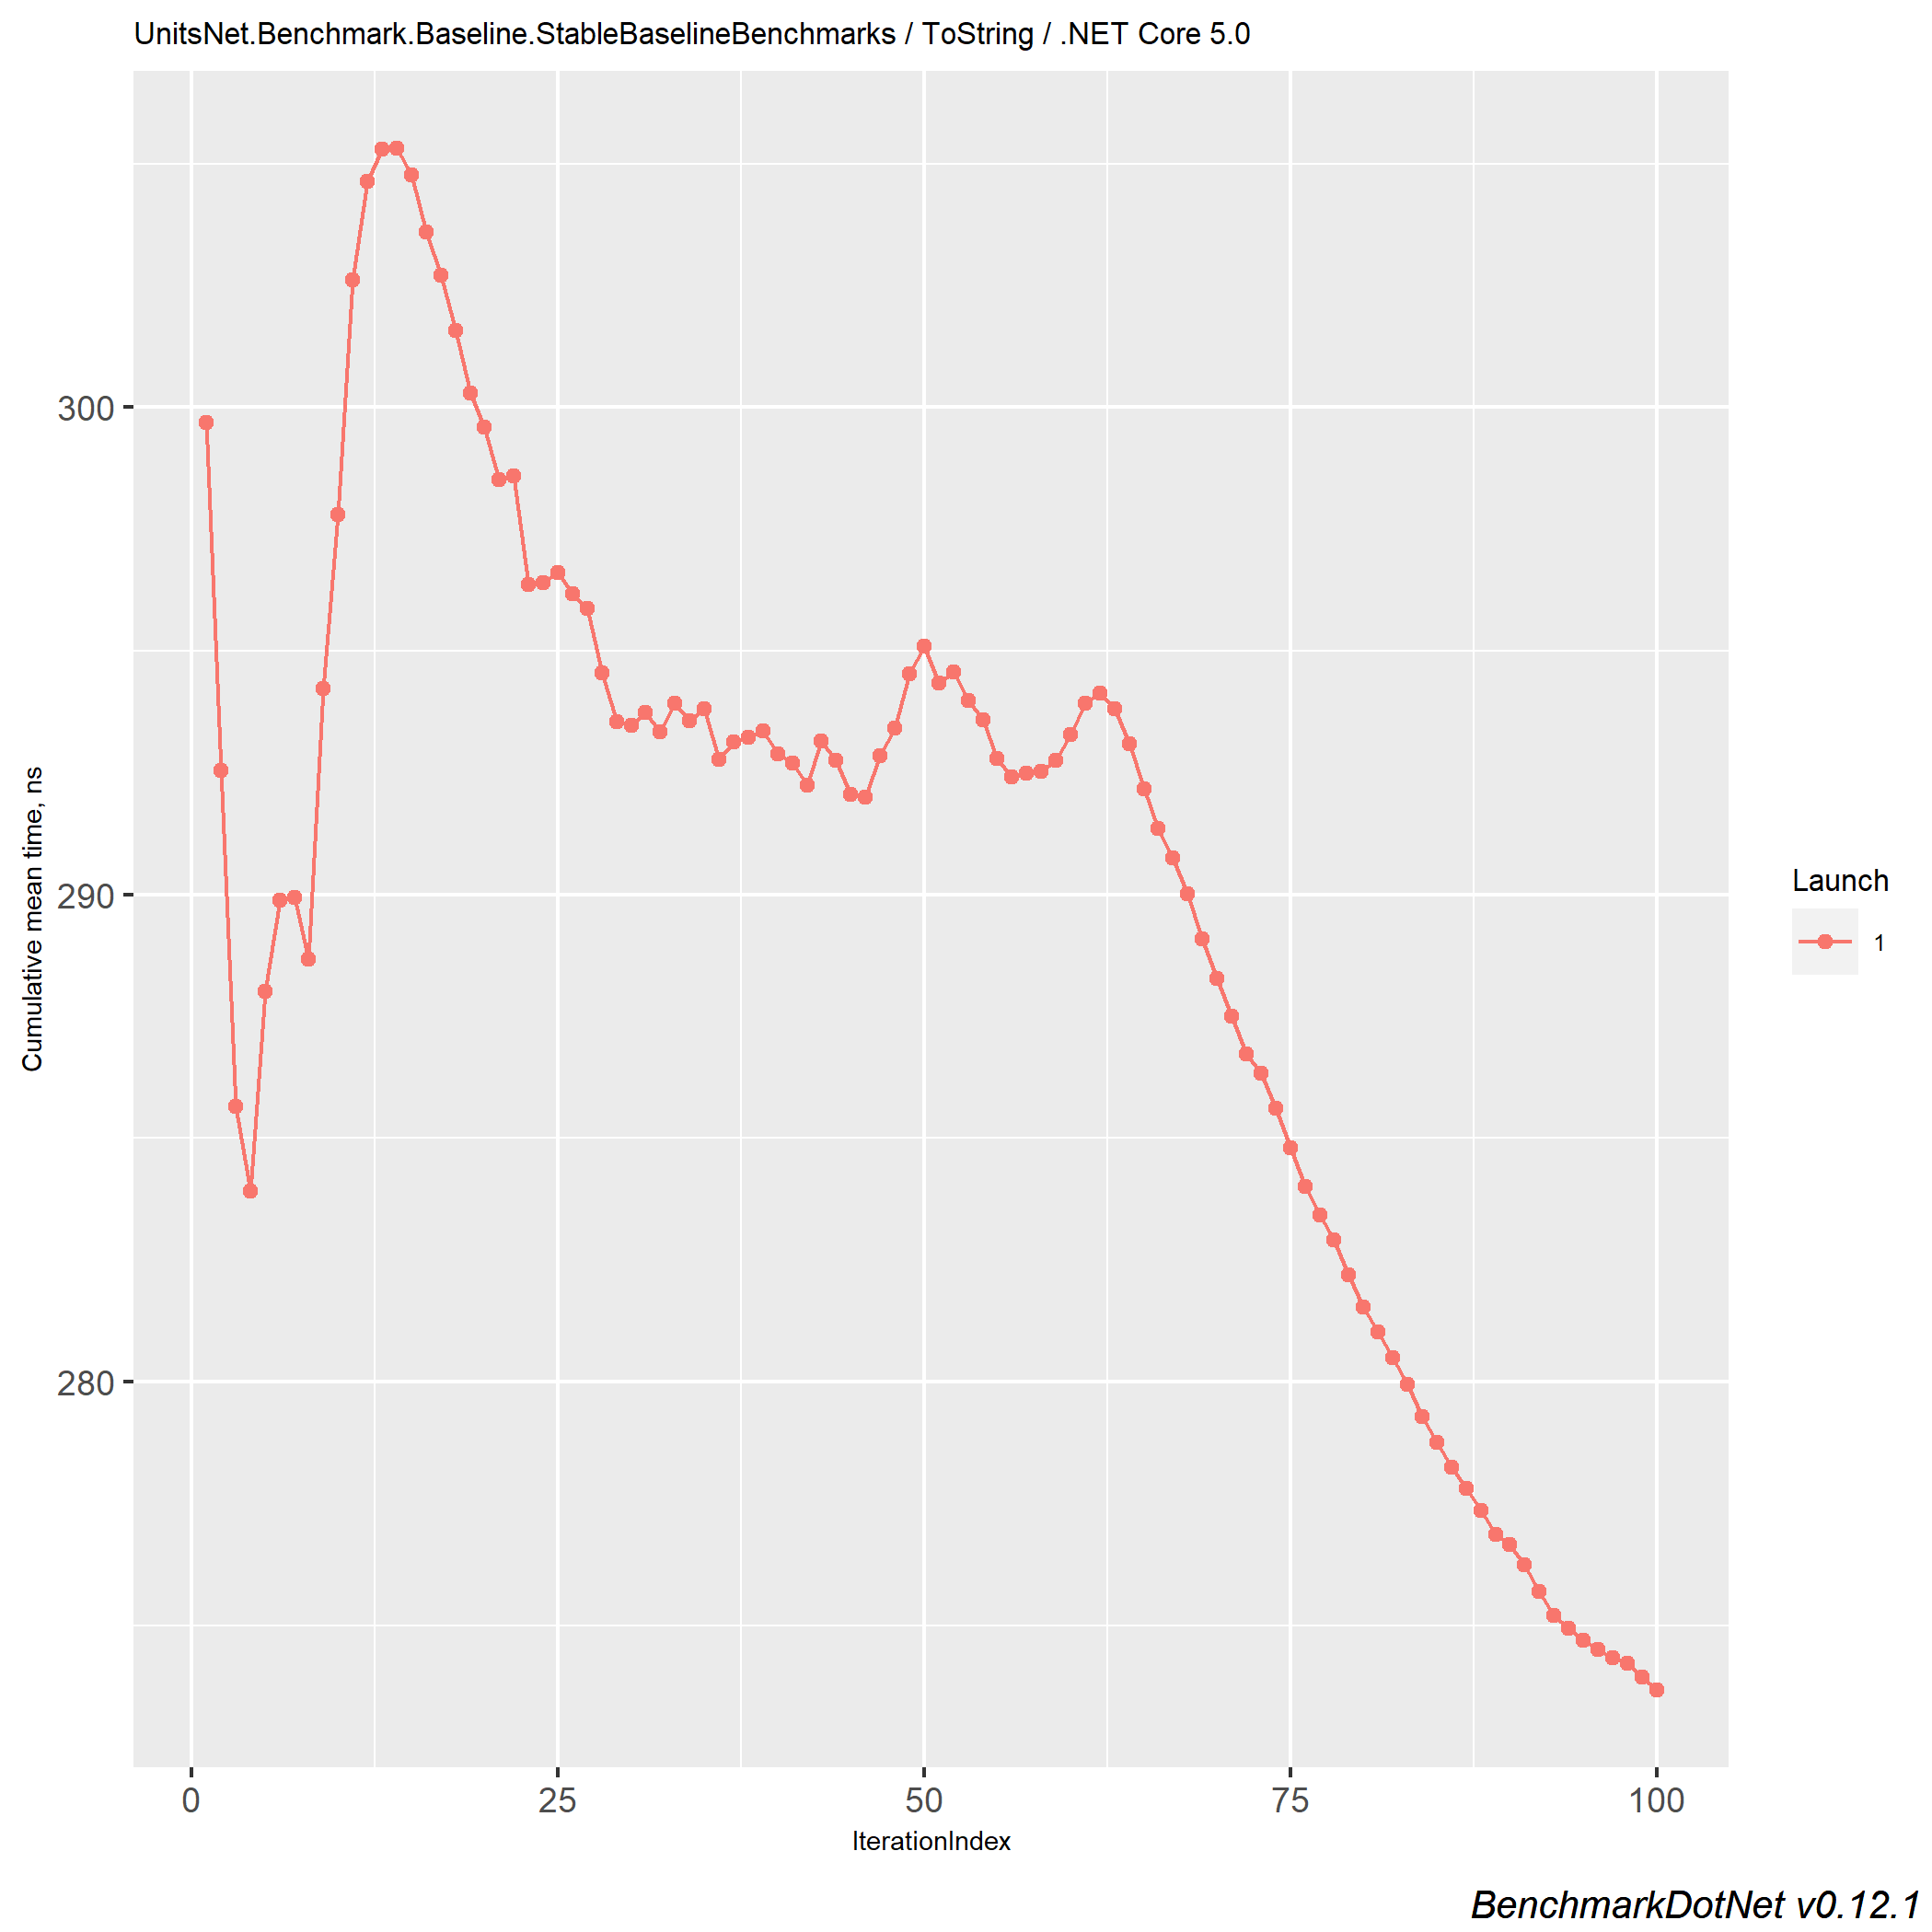 UnitsNet.Benchmark.Baseline.StableBaselineBenchmarks / ToString / .NET Core 5.0
300
290
280
Cumulative mean time, ns
0 25 50 75 100
IterationIndex
Launch
1
BenchmarkDotNet v0.12.1